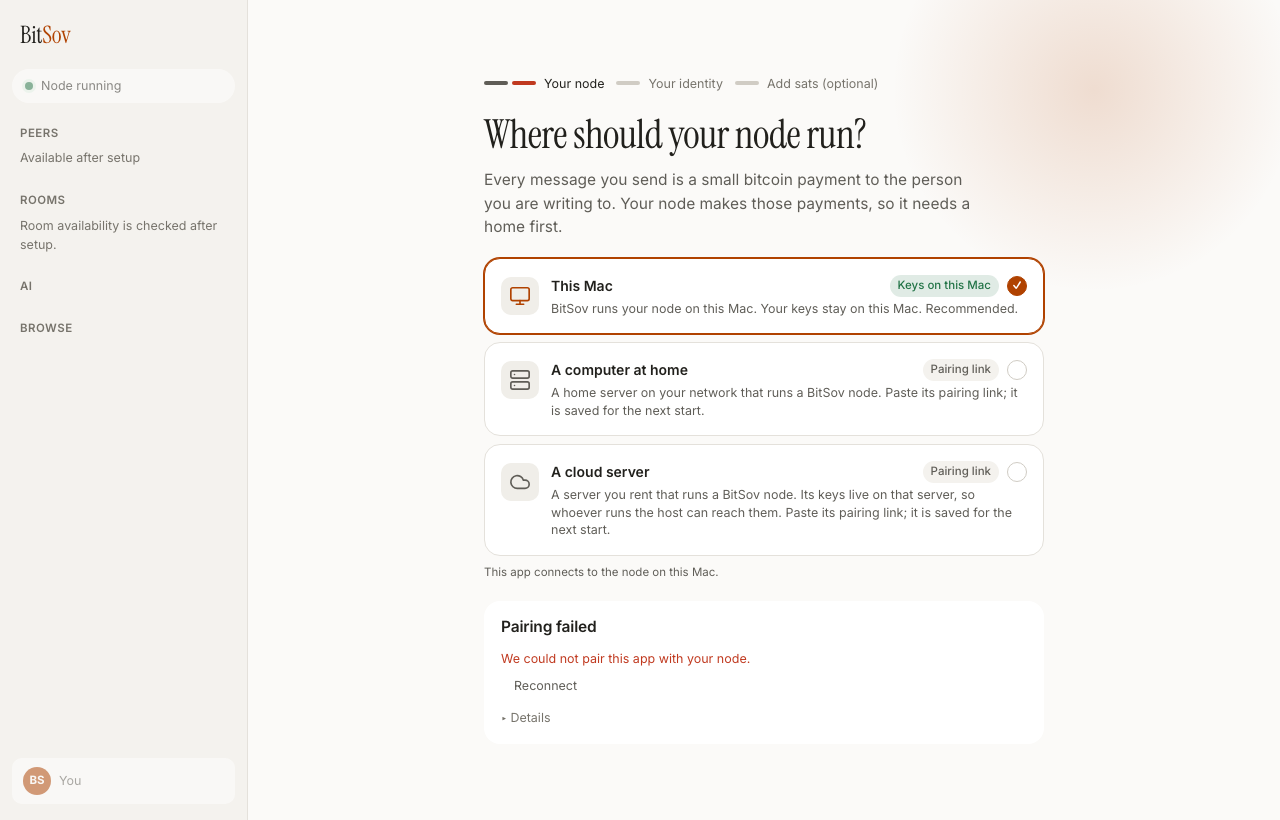 BitSov
Node running
PEERS
Available after setup
ROOMS
Room availability is checked after
setup.
AI
BROWSE
BS
You
Your node
Your identity
Add sats (optional)
Where should your node run?
Every message you send is a small bitcoin payment to the person
you are writing to. Your node makes those payments, so it needs a
home first.
This Mac
Keys on this Mac
BitSov runs your node on this Mac. Your keys stay on this Mac. Recommended.
A computer at home
Pairing link
A home server on your network that runs a BitSov node. Paste its pairing link; it
is saved for the next start.
A cloud server
Pairing link
A server you rent that runs a BitSov node. Its keys live on that server, so
whoever runs the host can reach them. Paste its pairing link; it is saved for the
next start.
This app connects to the node on this Mac.
Pairing failed
We could not pair this app with your node.
Reconnect
Details